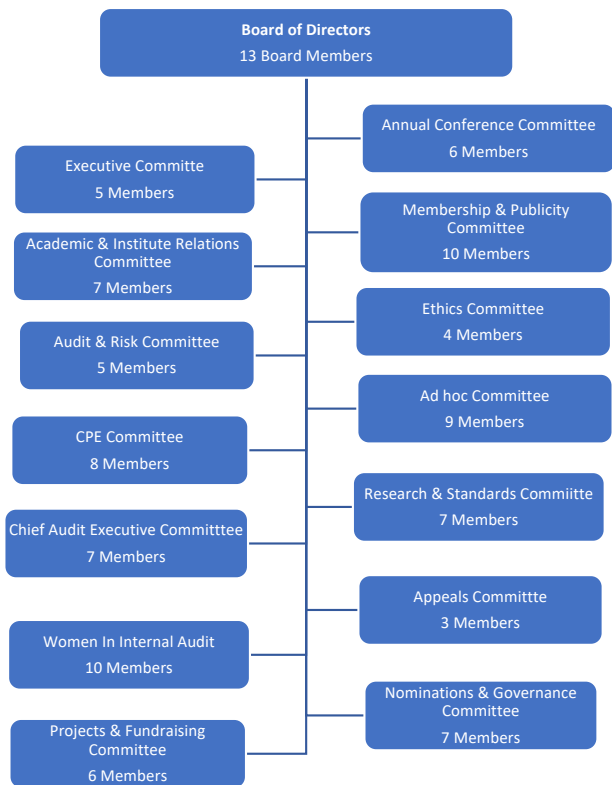 Board of Directors
13 Board Members
Annual Conference Committee
6 Members
Executive Committe
5 Members
Membership & Publicity
Committee
10 Members
Academic & Institute Relations
Committee
7 Members
Ethics Committee
4 Members
Audit & Risk Committee
5 Members
Ad hoc Committee
9 Members
CPE Committee
8 Members
Research & Standards Commiitte
7 Members
Chief Audit Executive Committtee
7 Members
Appeals Committte
3 Members
Women In Internal Audit
10 Members
Nominations & Governance
Committee
7 Members
Projects & Fundraising
Committee
6 Members